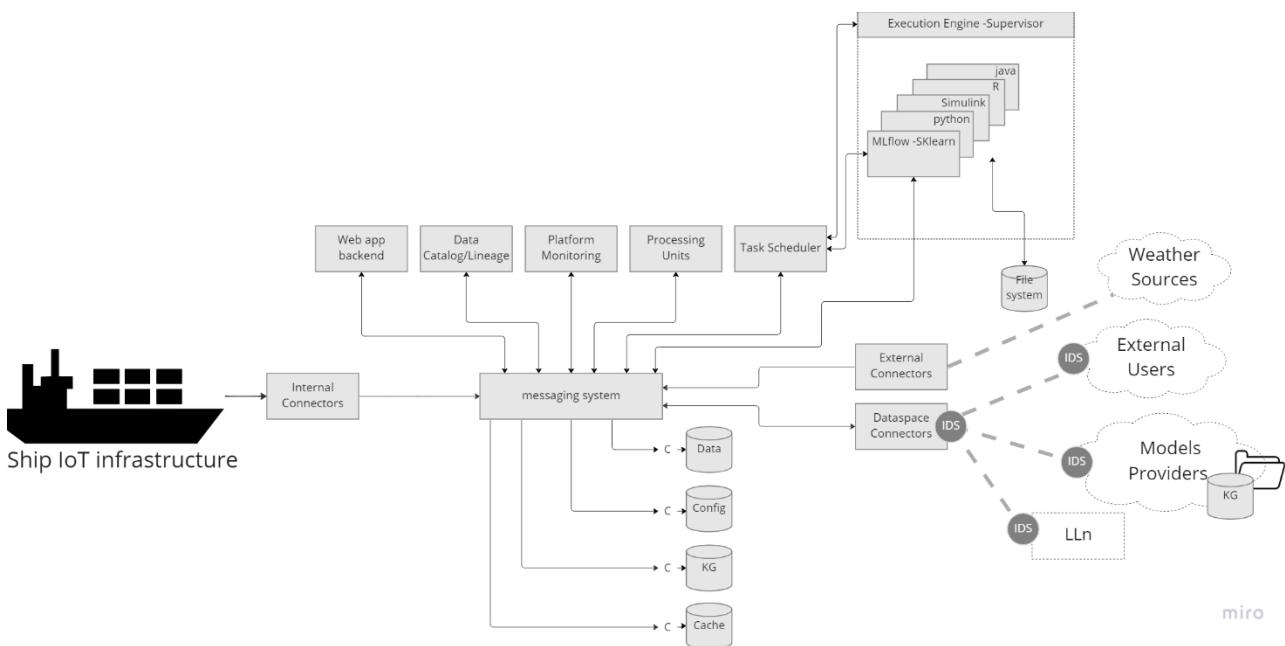 Execution Engine -Supervisor
java
R
Simulink
python
MLflow -SKlearn
Web app
backend
Data
Catalog/Lineage
Platform
Monitoring
Processing
Units
Task Scheduler
File
system
Weather
Sources
External
Users
IDS
External
Connectors
Internal
Connectors
messaging system
Dataspace
Connectors
IDS
Ship IoT infrastructure
C
Data
IDS
Models
Providers
KG
C
Config
IDS
LLn
C
KG
C
Cache
miro